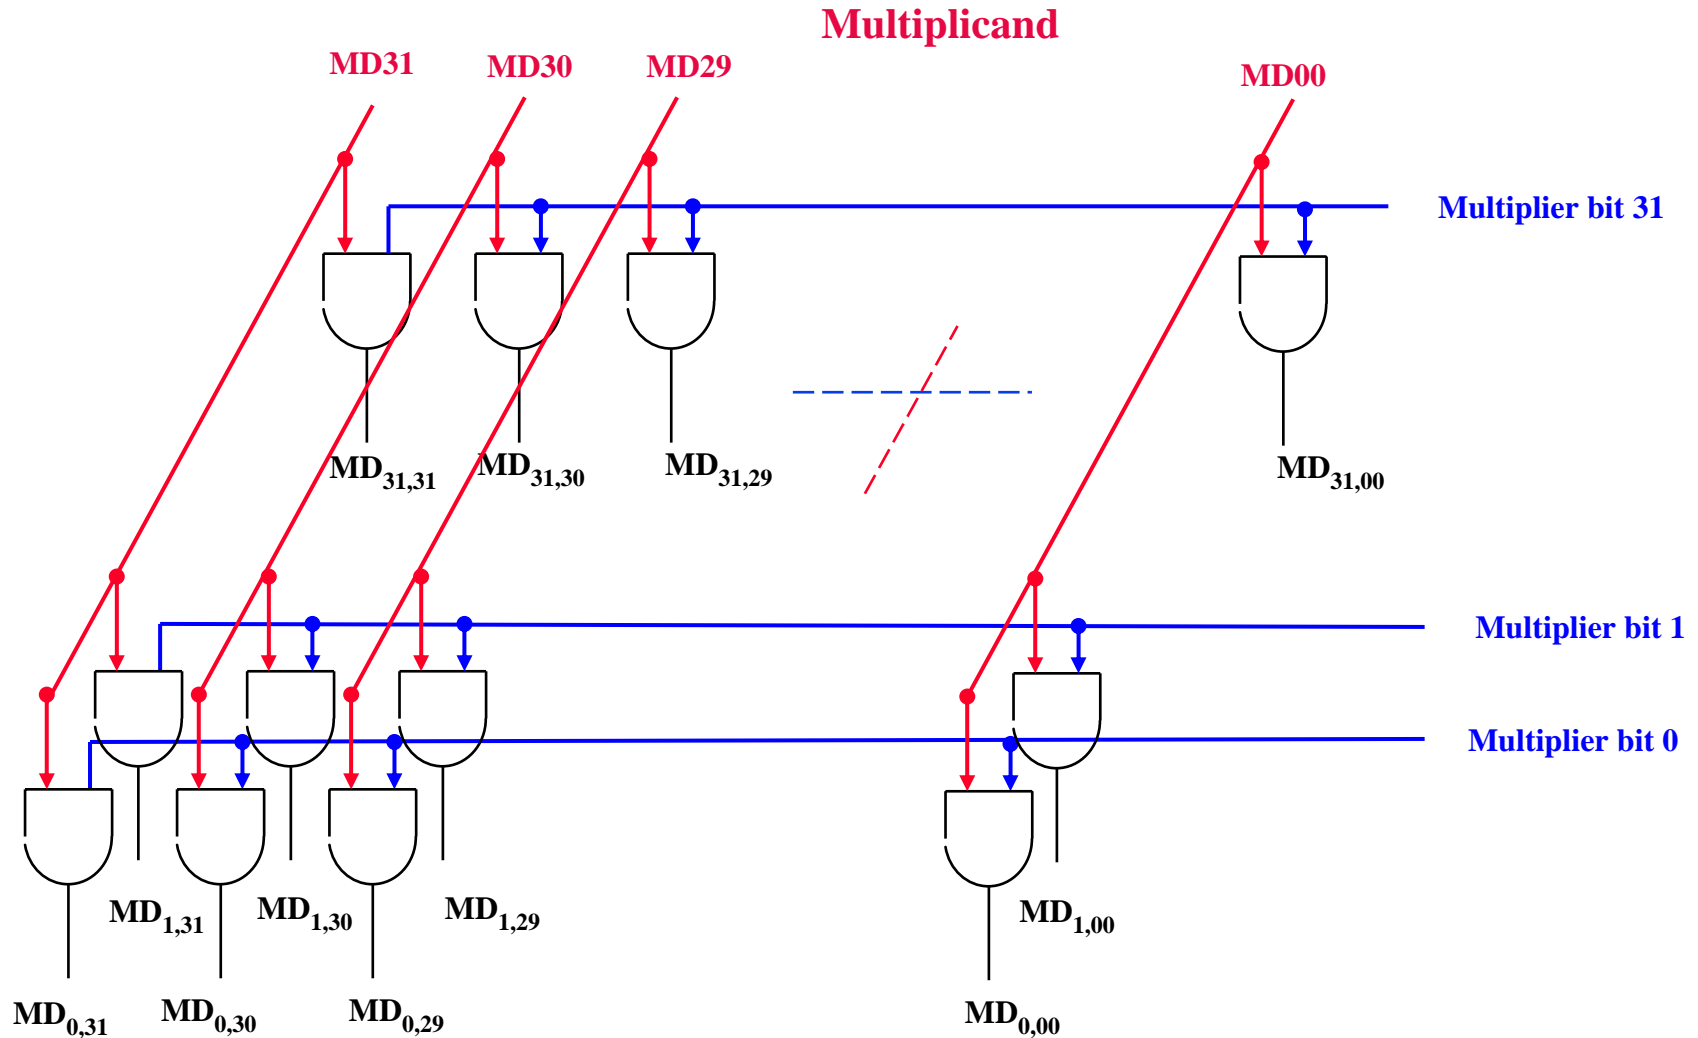 Multiplicand
MD31 MD30 MD29 MD00
Multiplier bit 31
MD31,31 MD31,30 MD31,29 MD31,00
Multiplier bit 1
Multiplier bit 0
MD1,31 MD1,30 MD1,29 MD1,00
MD0,31 MD0,30 MD0,29 MD0,00